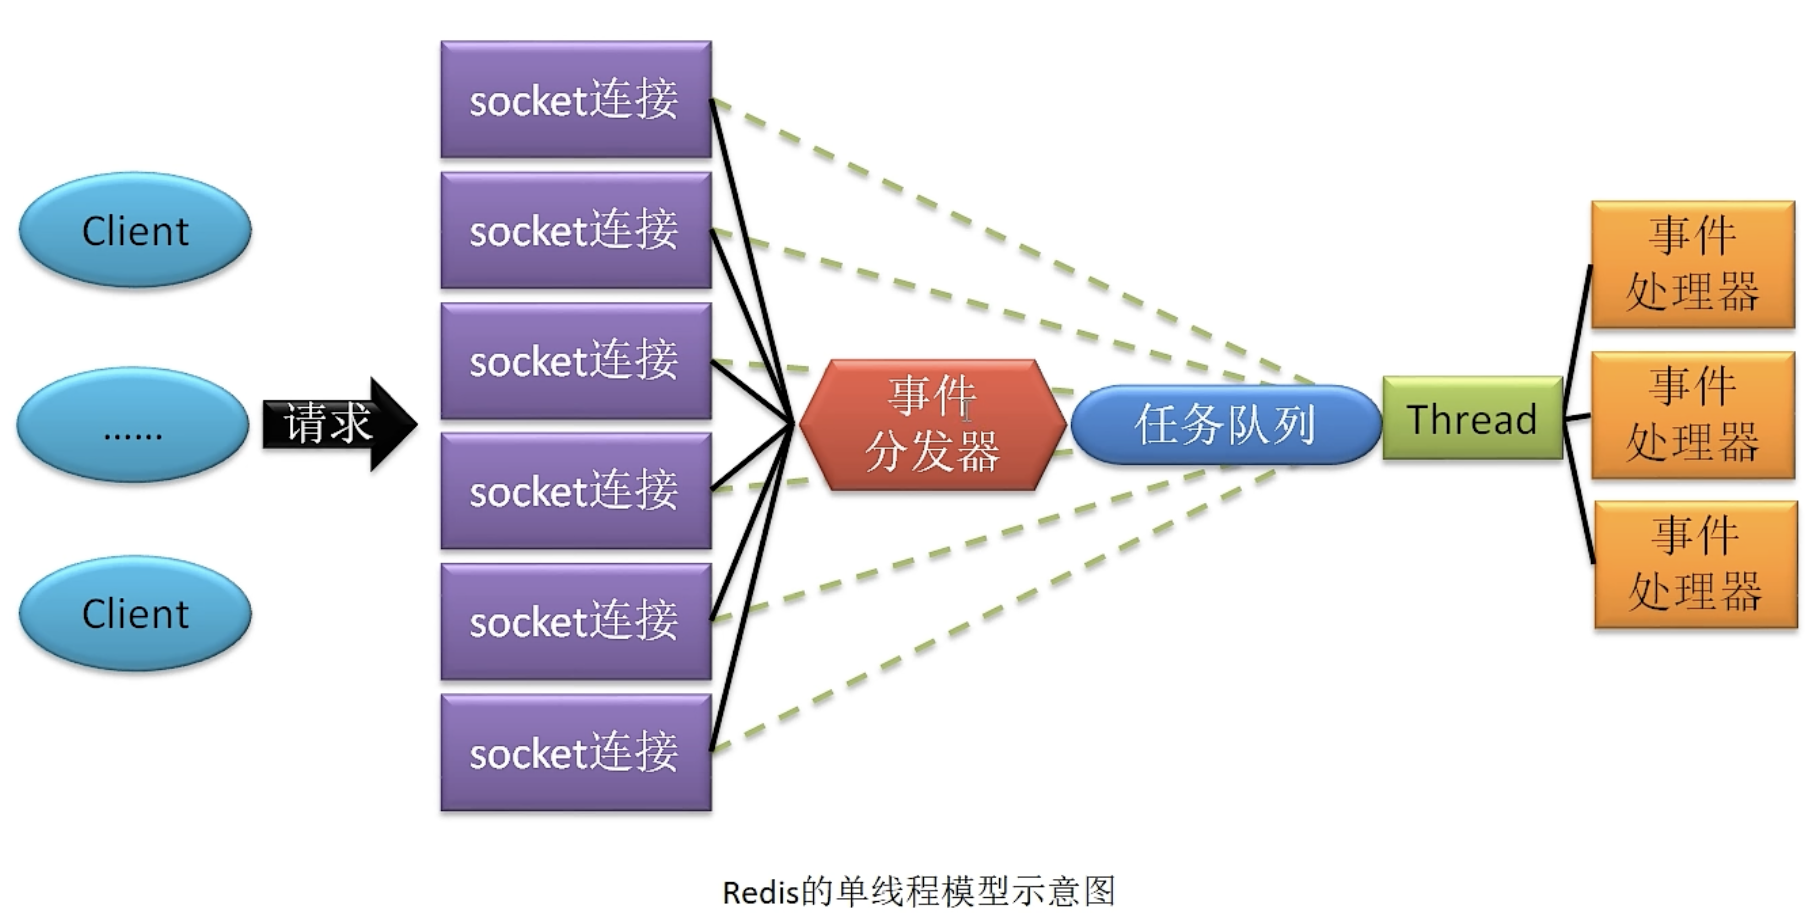 Client
......
Client
请求
socket连接
socket连接
socket连接
socket连接
socket连接
socket连接
事件
分发器
任务队列
Thread
事件
处理器
事件
处理器
事件
处理器
Redis的单线程模型示意图